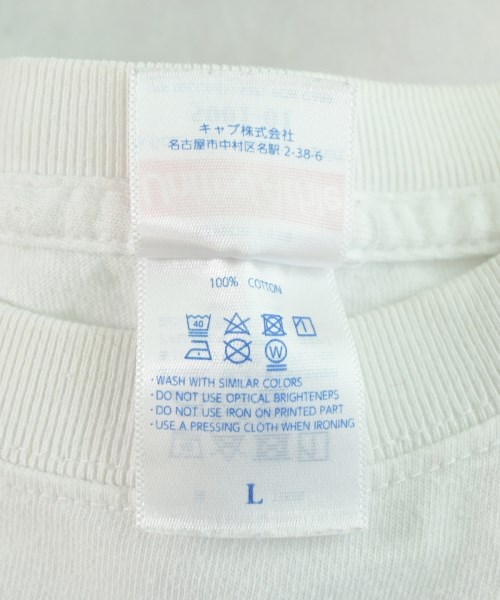 キャブ株式会社
名古屋市中村区名駅 2-38-6
100% COTTON
40
W
・WASH WITH SIMILAR COLORS
・DO NOT USE OPTICAL BRIGHTENEPS
・DO NOT USE IRON ON PRINTED PART
・USE A PRESSING CLOTH WHEN IRONING
L